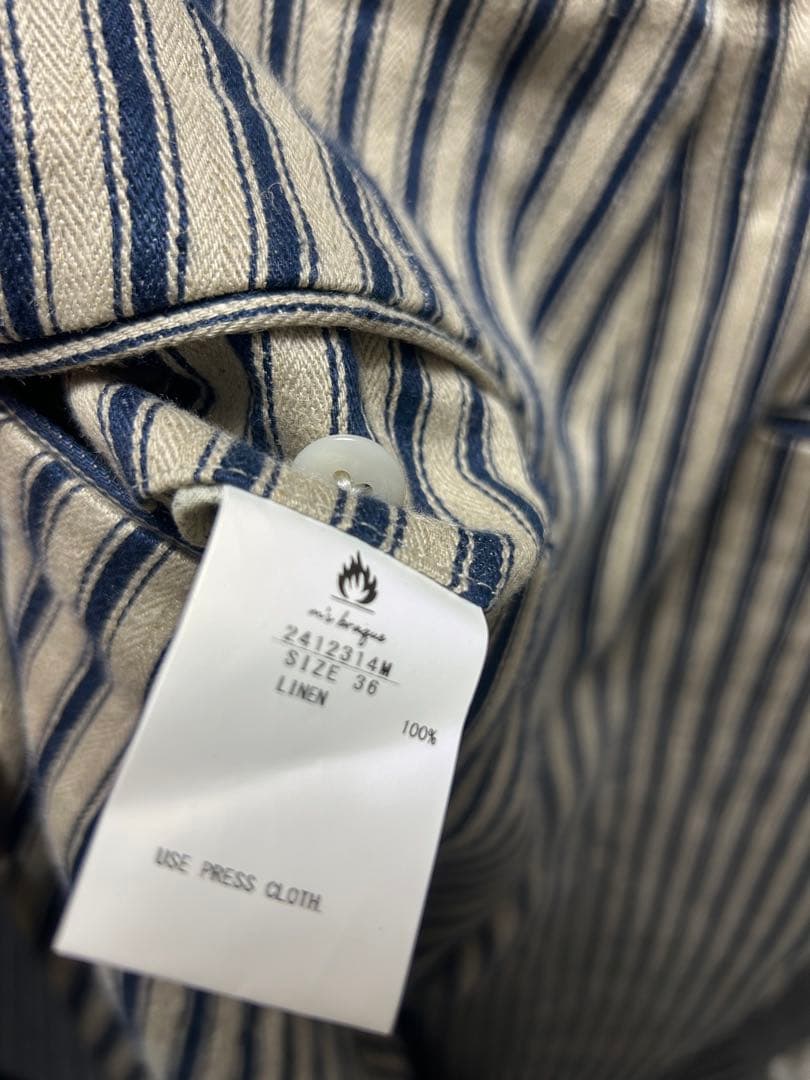 m's braque
2412314M
SIZE 36
LINEN
100%
USE PRESS CLOTH.